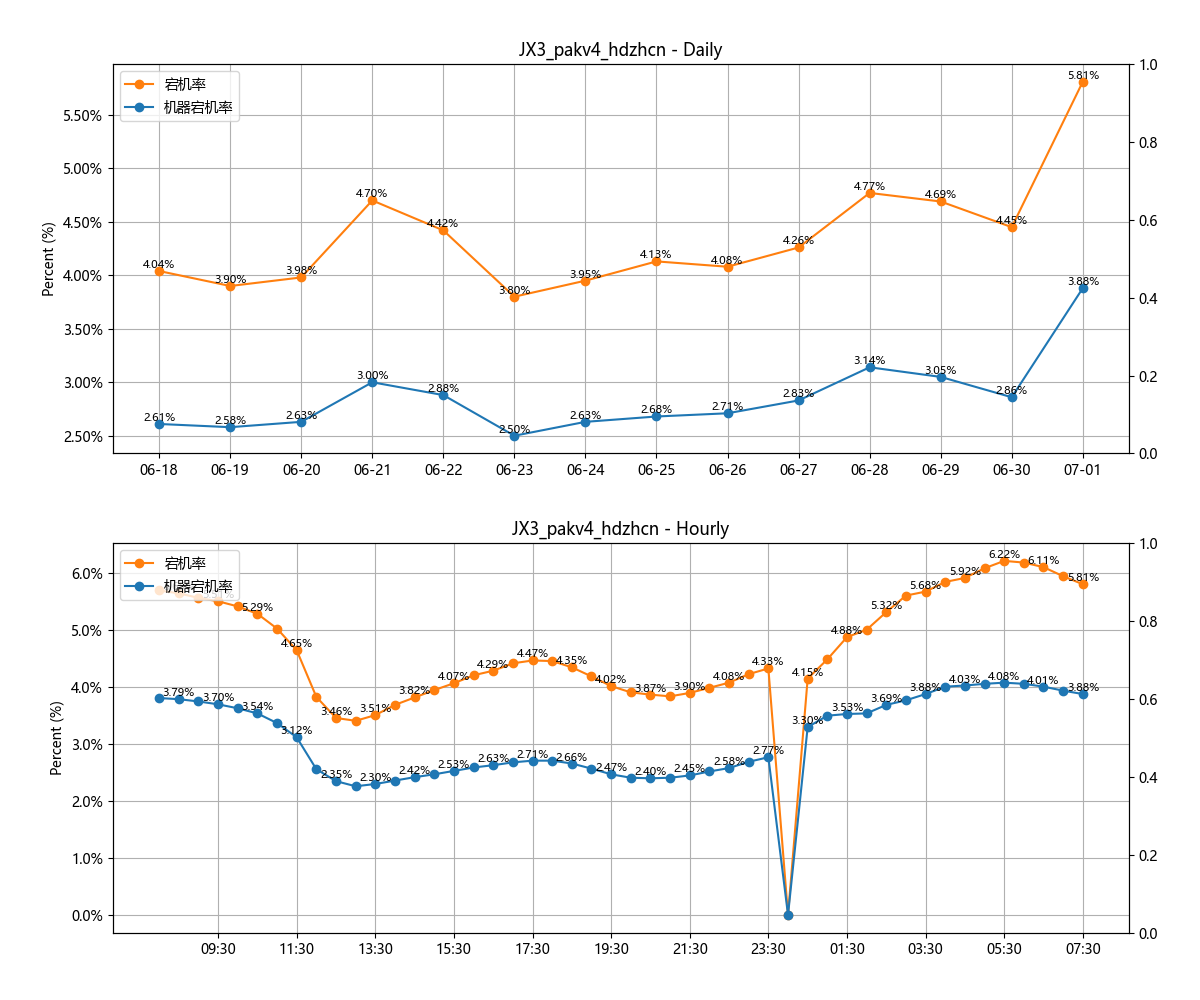 JX3_pakv4_hdzhcn - Daily
宕机率
机器宕机率
Percent (%)
5.50%
5.00%
4.50%
4.00%
3.50%
3.00%
2.50%
1.0
0.8
0.6
0.4
0.2
0.0
4.04% 3.90% 3.98% 4.70% 4.42% 3.80% 3.95% 4.13% 4.08% 4.26% 4.77% 4.69% 4.45% 5.81%
2.61% 2.58% 2.63% 3.00% 2.88% 2.50% 2.63% 2.68% 2.71% 2.83% 3.14% 3.05% 2.86% 3.88%
06-18 06-19 06-20 06-21 06-22 06-23 06-24 06-25 06-26 06-27 06-28 06-29 06-30 07-01
JX3_pakv4_hdzhcn - Hourly
宕机率
机器宕机率
Percent (%)
6.0%
5.0%
4.0%
3.0%
2.0%
1.0%
0.0%
1.0
0.8
0.6
0.4
0.2
0.0
5.29% 4.65% 3.46% 3.51% 3.82% 4.07% 4.29% 4.47% 4.35% 4.02% 3.87% 3.90% 4.08% 4.33% 4.15% 4.88% 5.32% 5.68% 5.92% 6.22% 6.11% 5.81%
3.79% 3.70% 3.54% 3.12% 2.35% 2.30% 2.42% 2.53% 2.63% 2.71% 2.66% 2.47% 2.40% 2.45% 2.58% 2.77% 3.30% 3.53% 3.69% 3.88% 4.03% 4.08% 4.01% 3.88%
09:30 11:30 13:30 15:30 17:30 19:30 21:30 23:30 01:30 03:30 05:30 07:30